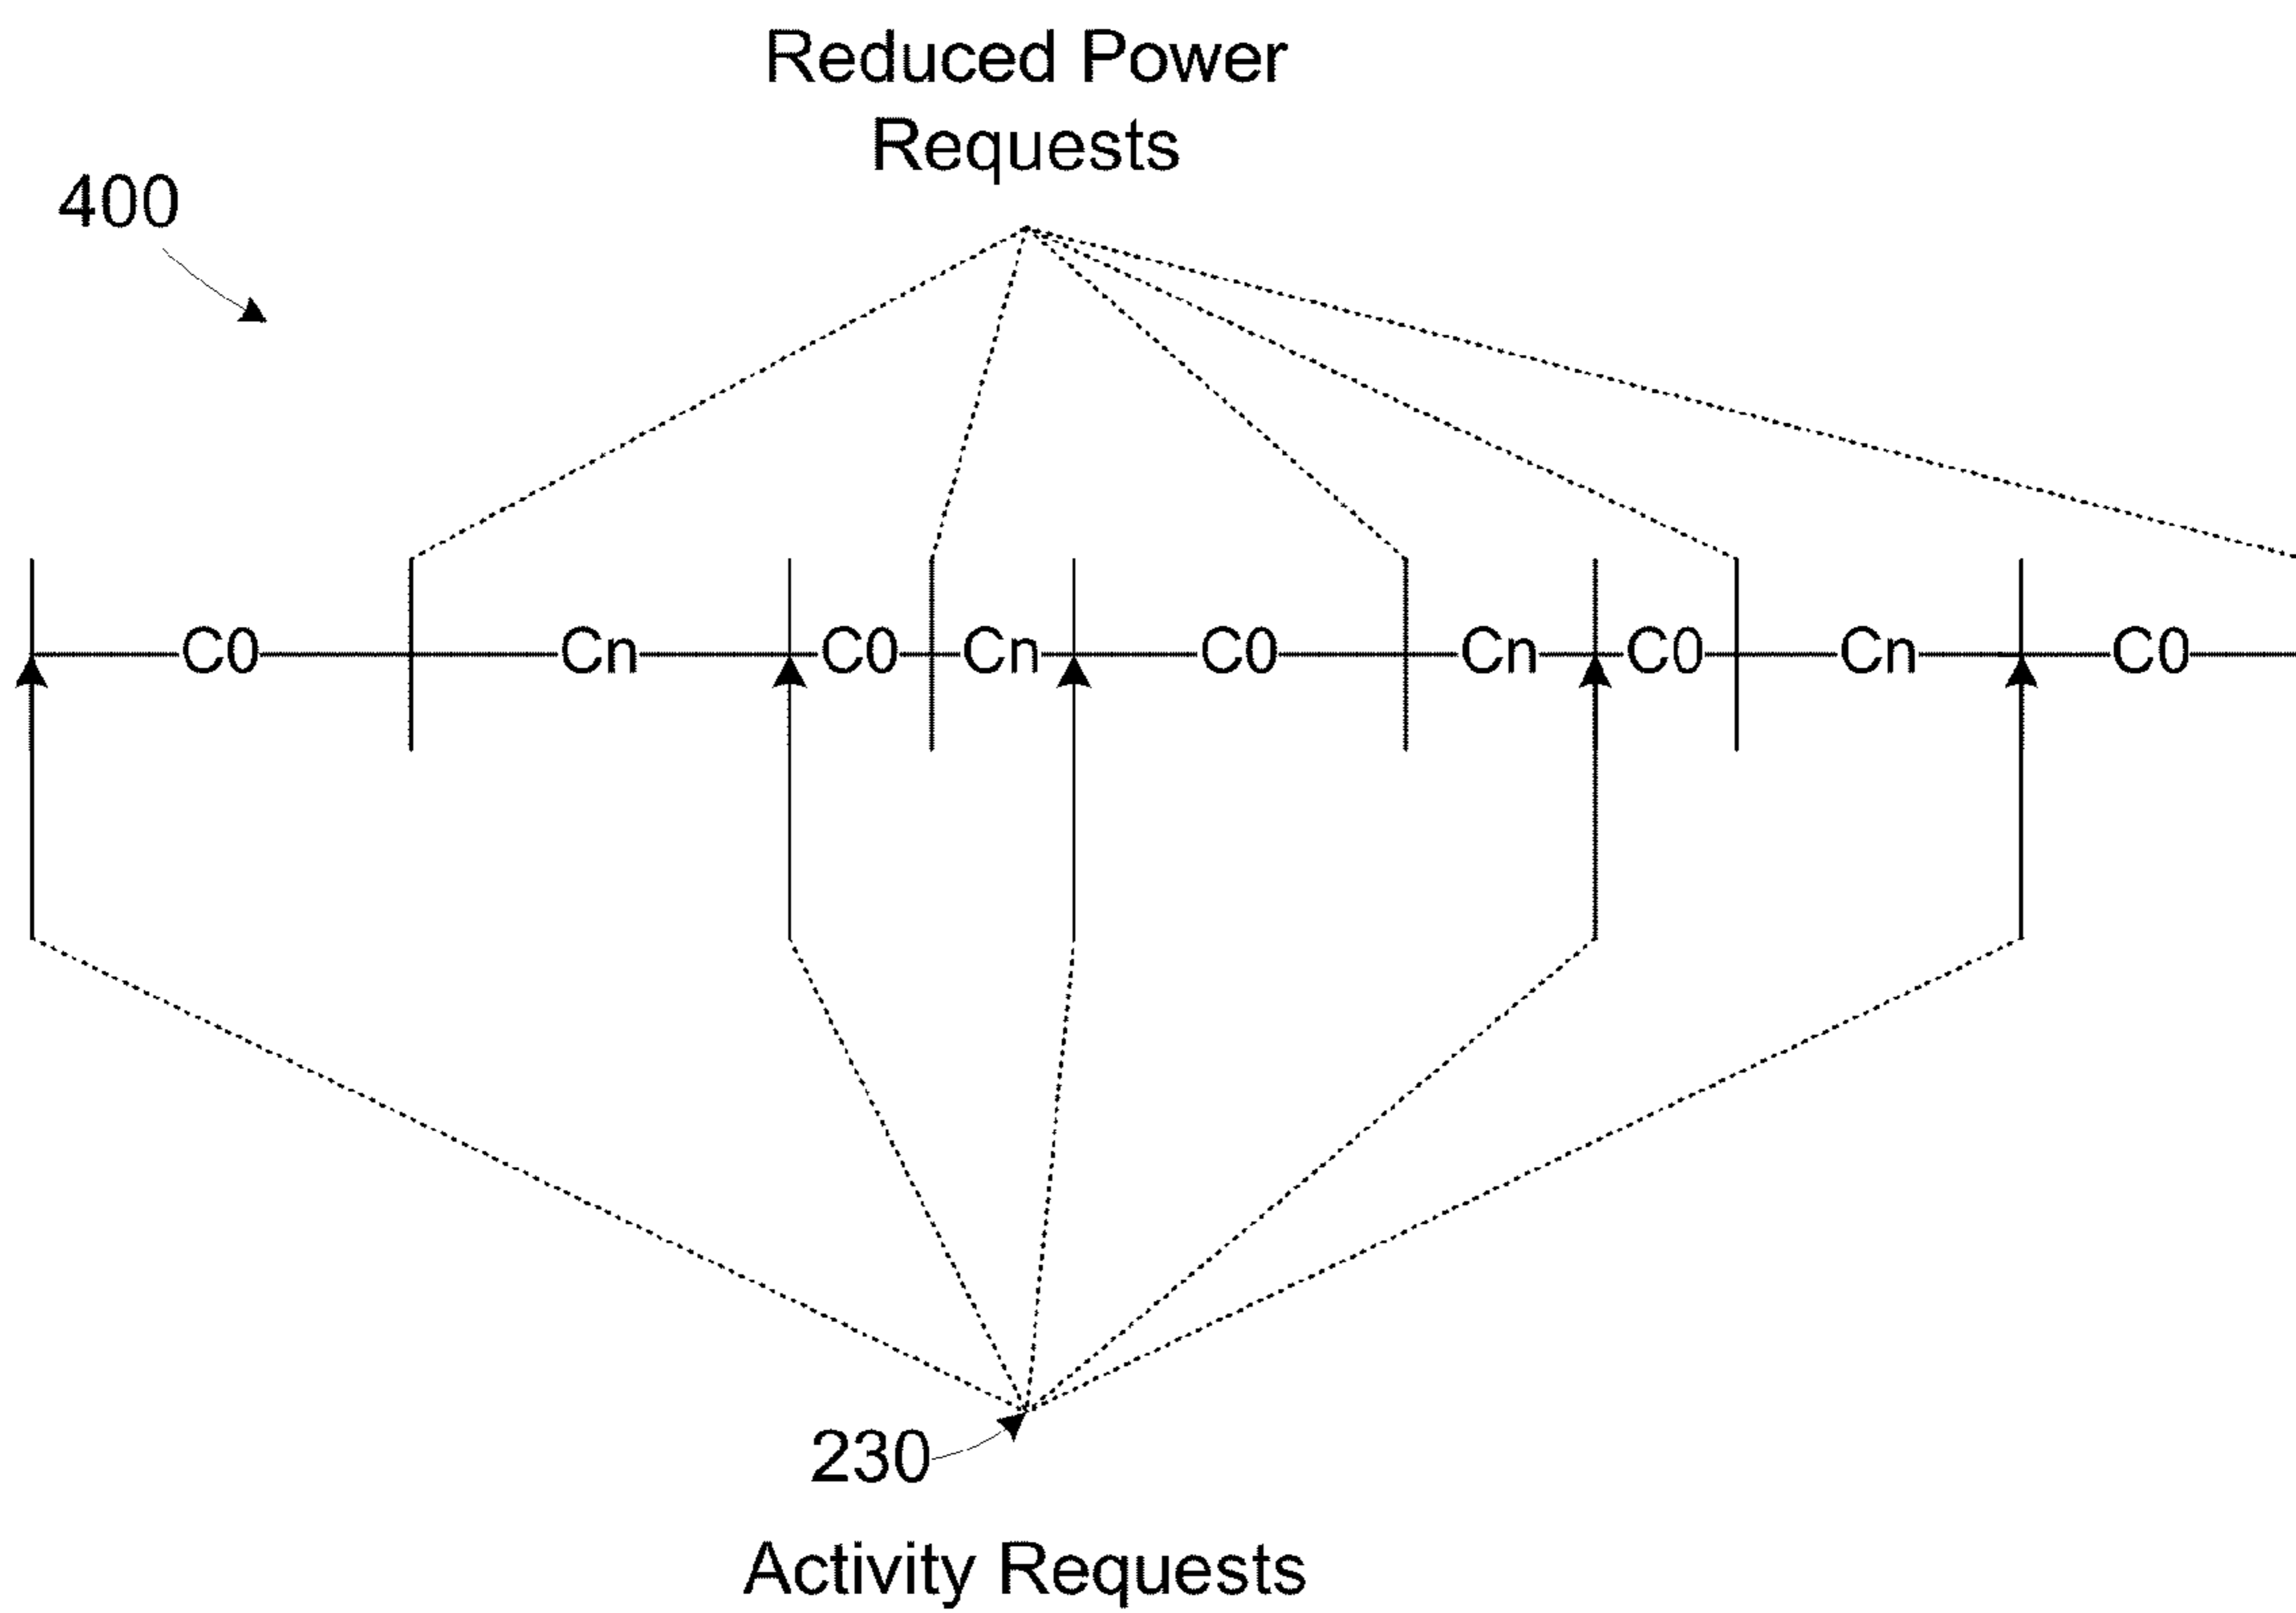 Reduced Power
Requests
400
C0 Cn C0 Cn C0 Cn C0 Cn C0
230
Activity Requests